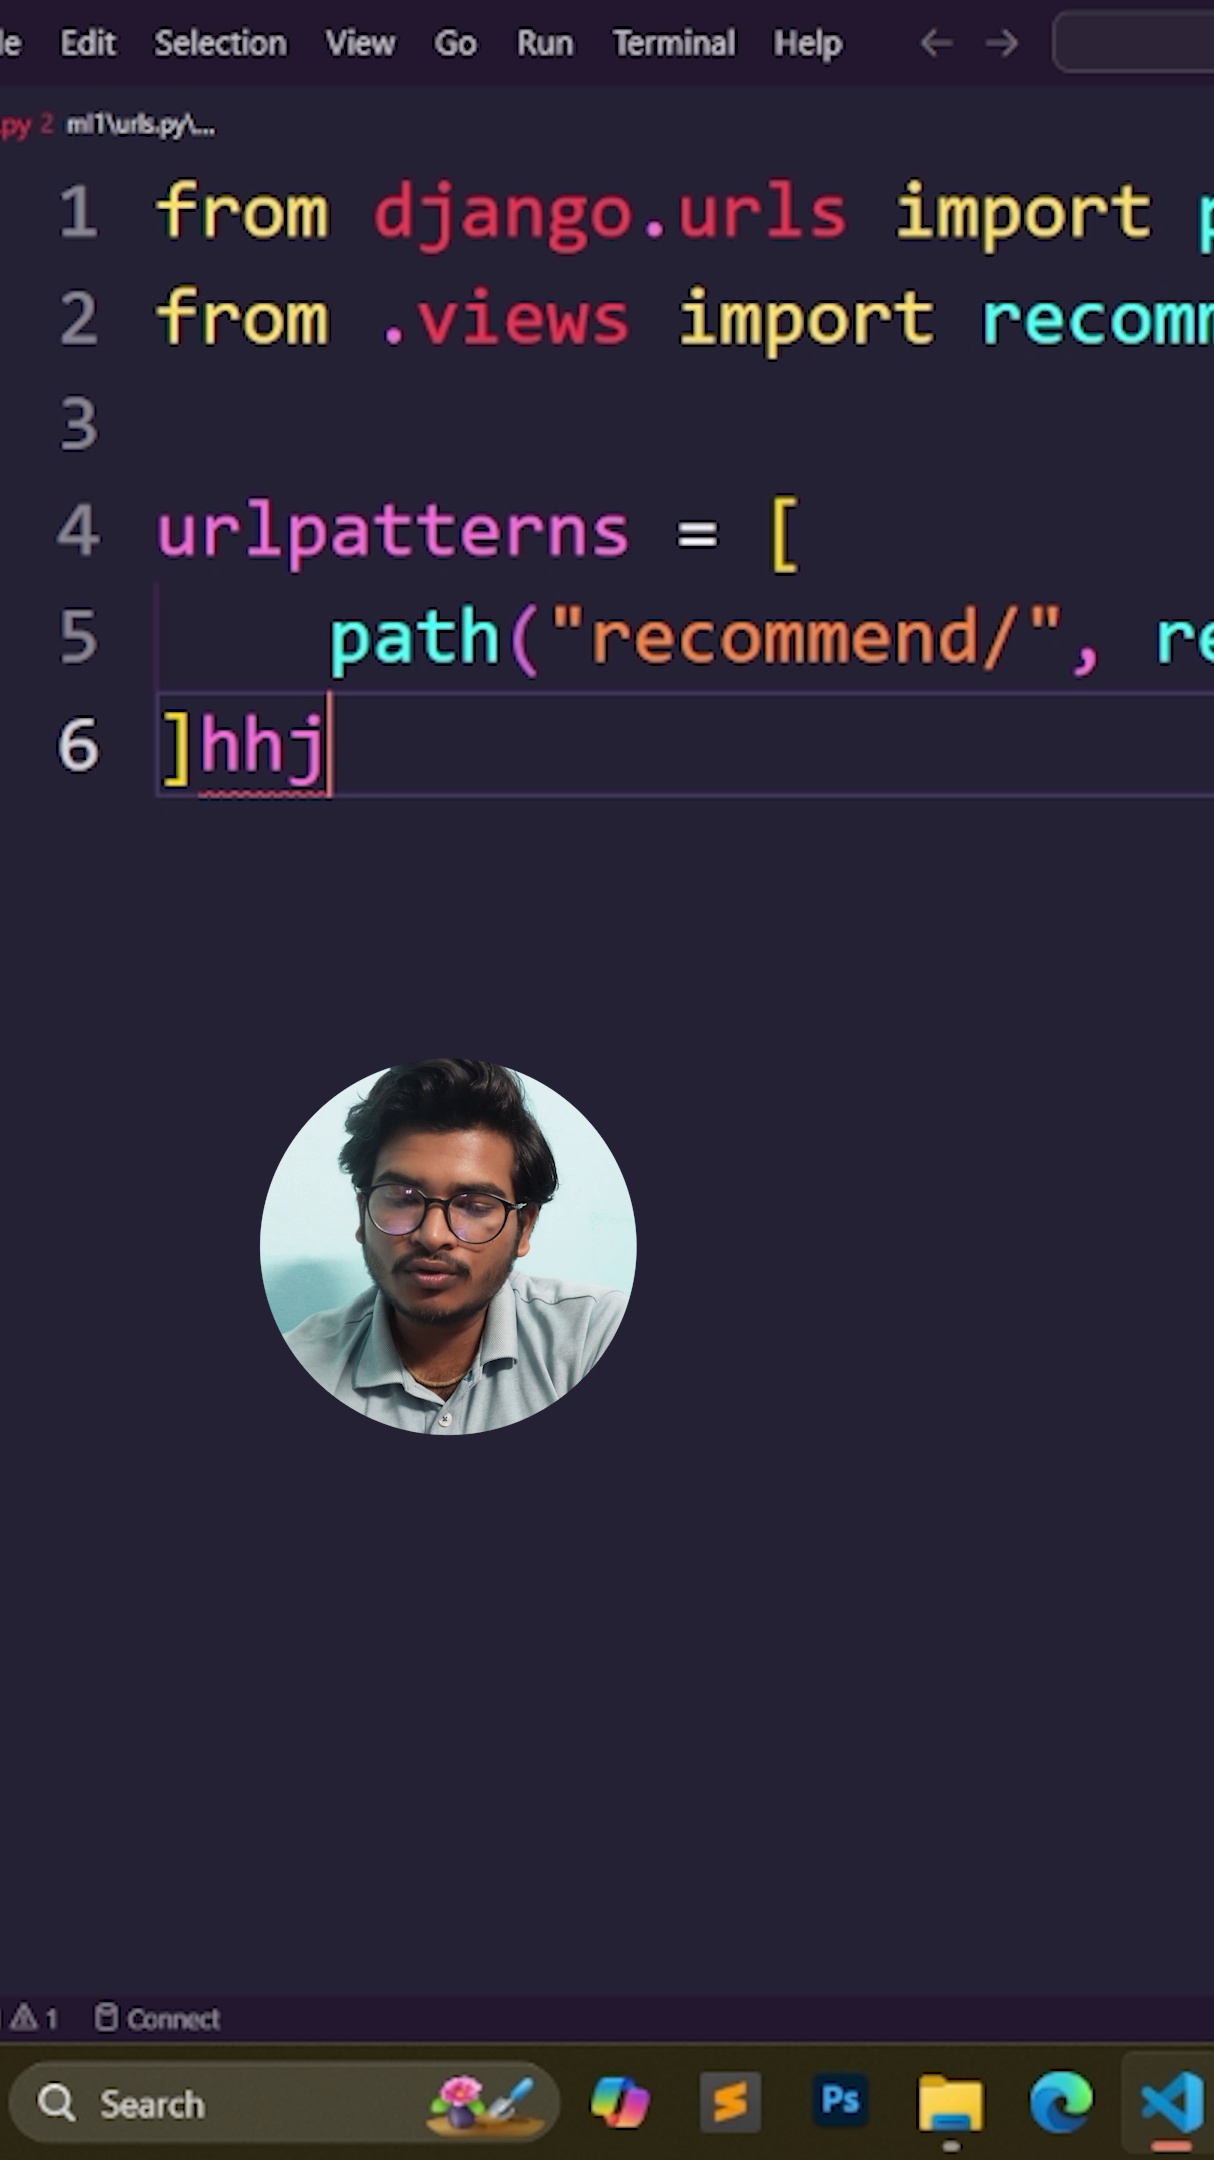 Edit Selection View Go Run Terminal Help
.py 2 ml1\urls.py\...
1 from django.urls import
2 from .views import recomm
3
4 urlpatterns = [
5 path("recommend/", re
6 ]hhj
1 Connect
Search
Ps